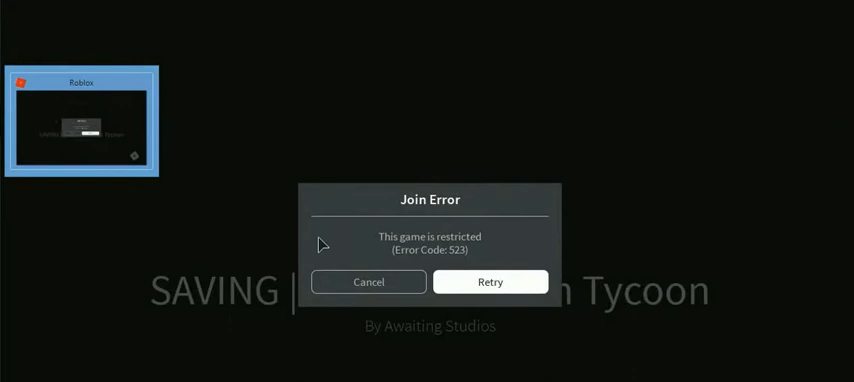 Roblox
Join Error
This game is restricted
(Error Code: 523)
Cancel
Retry
SAVING | Tycoon
By Awaiting Studios